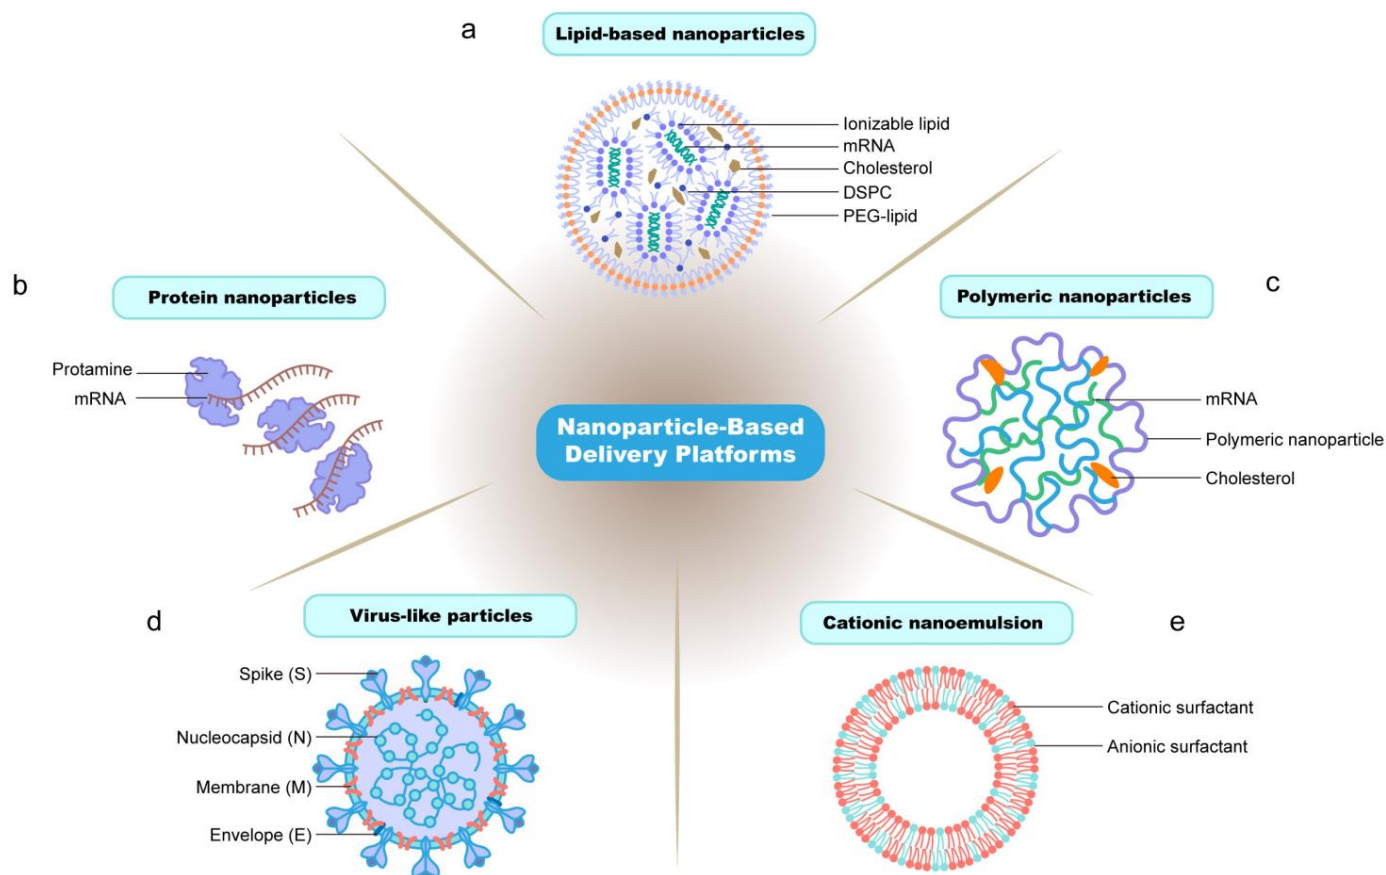 a
Lipid-based nanoparticles
Ionizable lipid
mRNA
Cholesterol
DSPC
PEG-lipid
b
Protein nanoparticles
Protamine
mRNA
Polymeric nanoparticles
c
mRNA
Polymeric nanoparticle
Cholesterol
Nanoparticle-Based
Delivery Platforms
d
Virus-like particles
Spike (S)
Nucleocapsid (N)
Membrane (M)
Envelope (E)
Cationic nanoemulsion
e
Cationic surfactant
Anionic surfactant